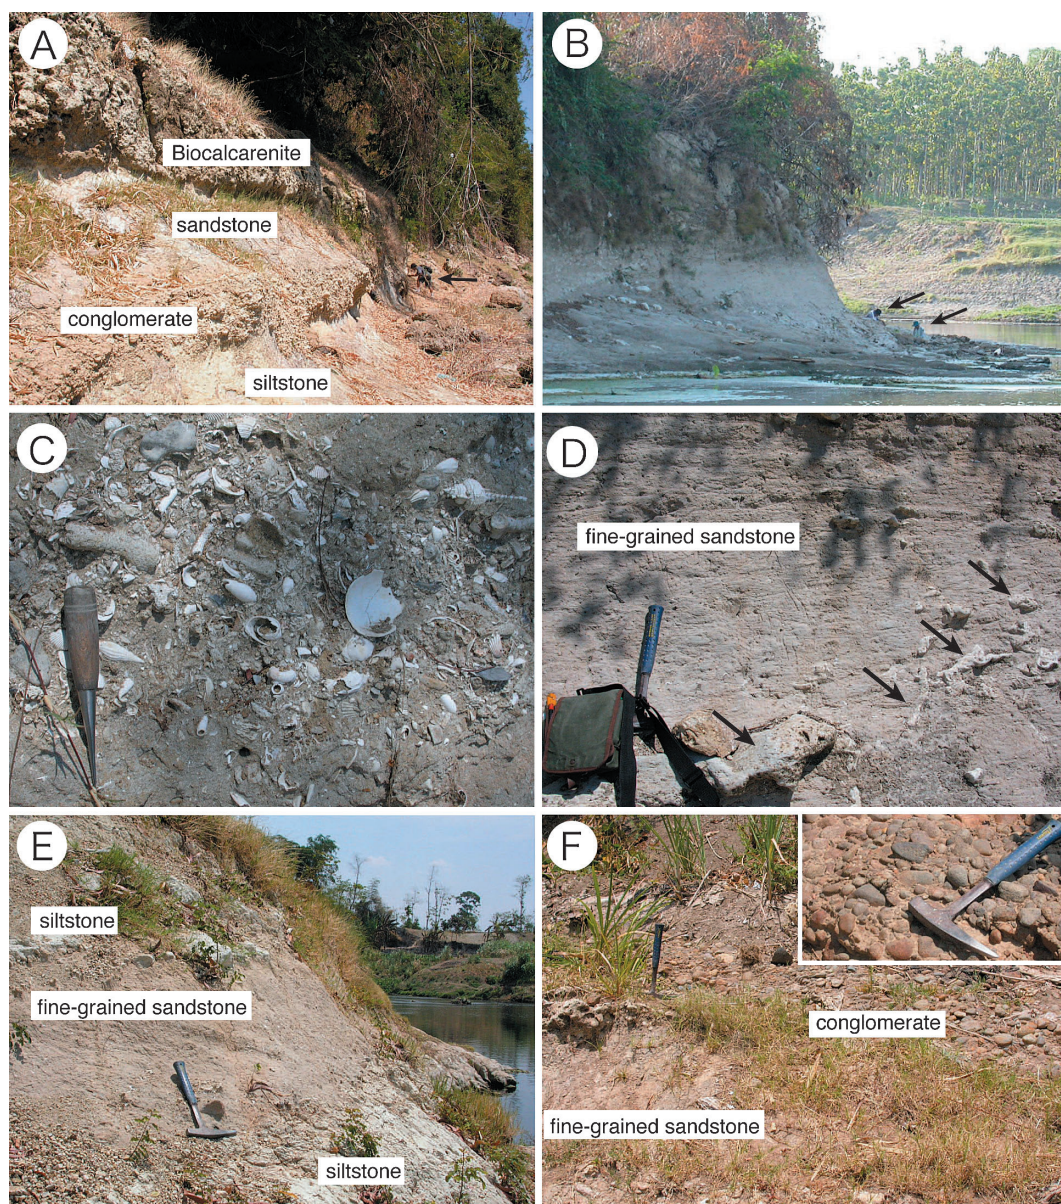 A
Biocalcarenite
sandstone
conglomerate
siltstone
B
C
D
fine-grained sandstone
E
siltstone
fine-grained sandstone
siltstone
F
conglomerate
fine-grained sandstone